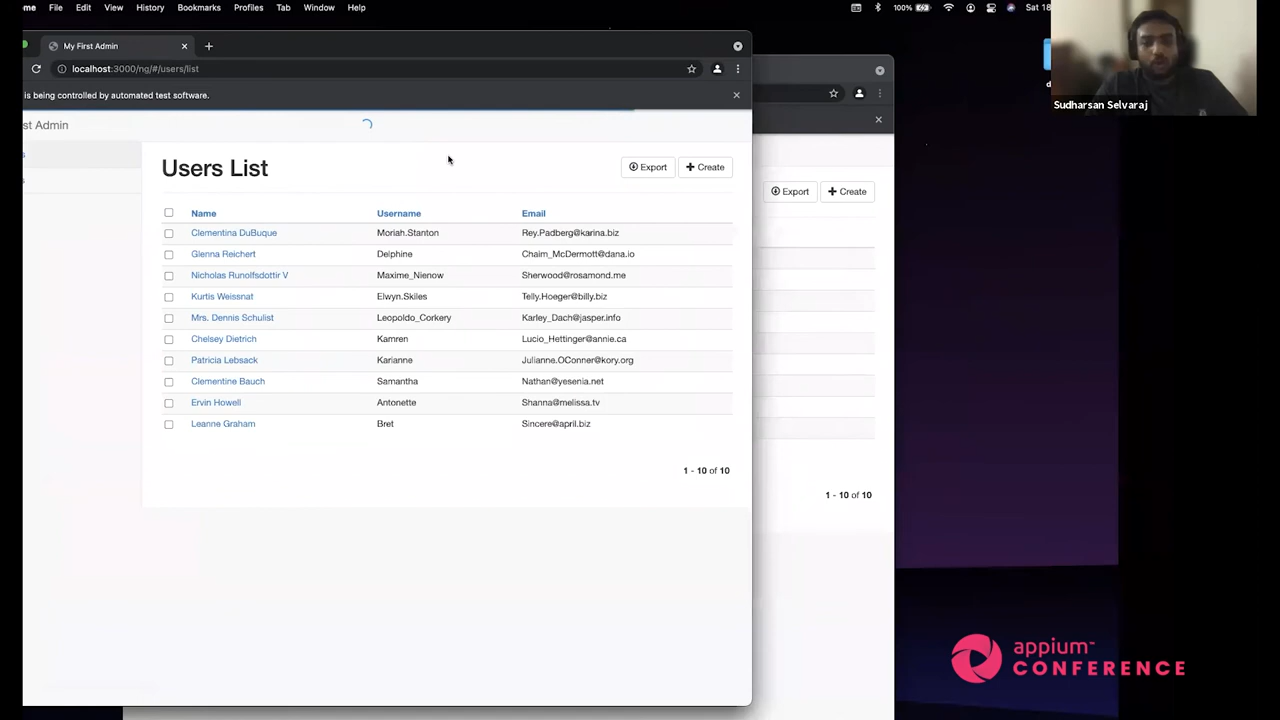 ome File Edit View History Bookmarks Profiles Tab Window Help 100% Sat 18
My First Admin
localhost:3000/ng/#/users/list
is being controlled by automated test software.
st Admin
Users List Export + Create
Name Username Email
Clementina DuBuque Moriah.Stanton Rey.Padberg@karina.biz
Glenna Reichert Delphine Chaim_McDermott@dana.io
Nicholas Runolfsdottir V Maxime_Nienow Sherwood@rosamond.me
Kurtis Weissnat Elwyn.Skiles Telly.Hoeger@billy.biz
Mrs. Dennis Schulist Leopoldo_Corkery Karley_Dach@jasper.info
Chelsey Dietrich Kamren Lucio_Hettinger@annie.ca
Patricia Lebsack Karianne Julianne.OConner@kory.org
Clementine Bauch Samantha Nathan@yesenia.net
Ervin Howell Antonette Shanna@melissa.tv
Leanne Graham Bret Sincere@april.biz
1 - 10 of 10
Export + Create
1 - 10 of 10
Sudharsan Selvaraj
appium™
CONFERENCE